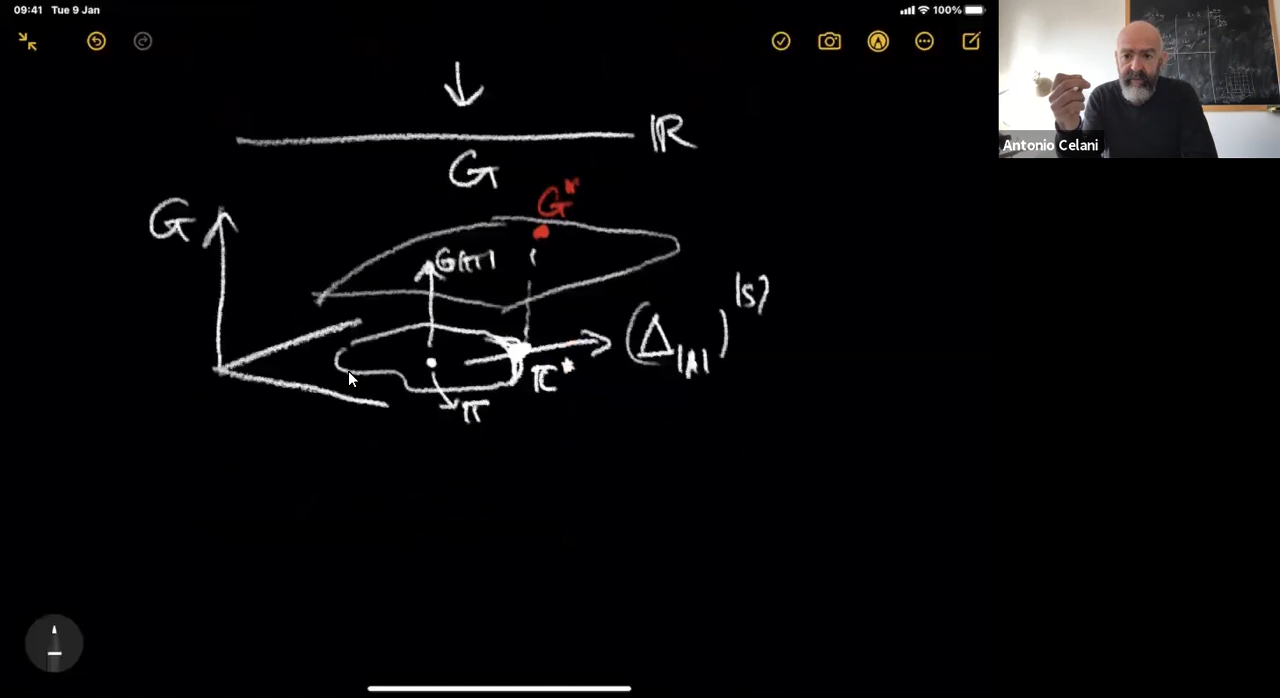 09:41 Tue 9 Jan
100%
Antonio Celani
ℝ
G
G*
G
G(π)
(Δ|A|)|S|
π*
π